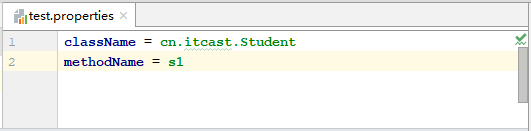 test.properties
1 className = cn.itcast.Student
2 methodName = s1